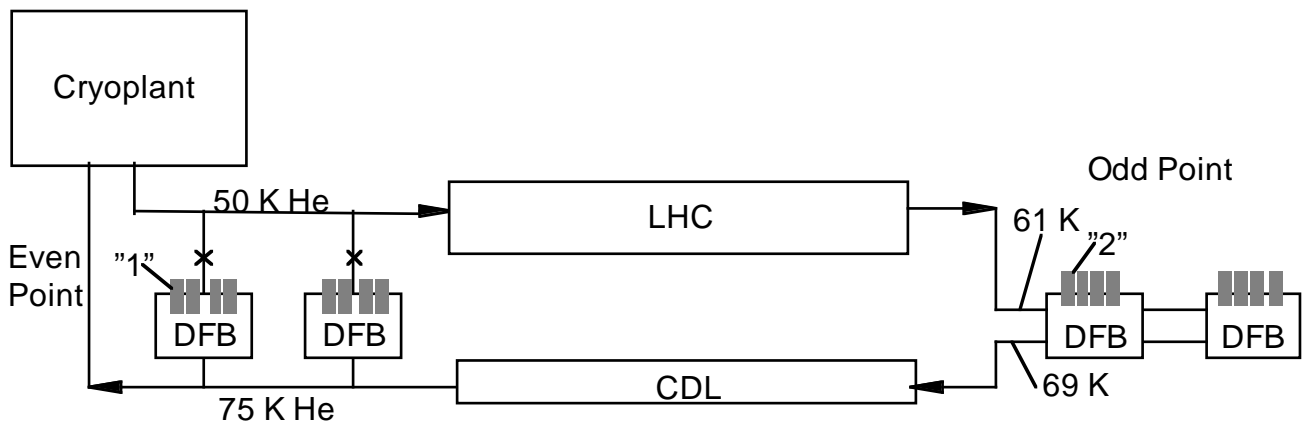 Cryoplant
Odd Point
50 K He
LHC
61 K
”2”
Even
Point
”1”
DFB
DFB
DFB
DFB
CDL
69 K
75 K He